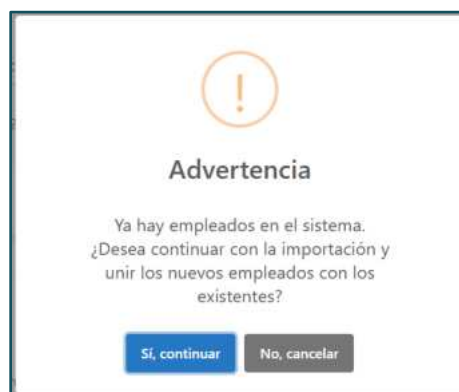 Advertencia
Ya hay empleados en el sistema.
¿Desea continuar con la importación y
unir los nuevos empleados con los
existentes?
Sí, continuar No, cancelar